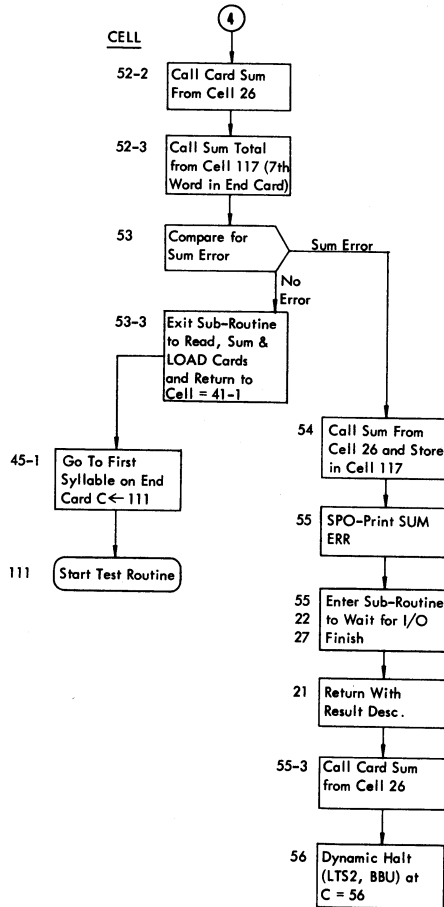 4
CELL
52-2
Call Card Sum
From Cell 26
52-3
Call Sum Total
from Cell 117 (7th
Word in End Card)
53
Compare for
Sum Error
Sum Error
No
Error
53-3
Exit Sub-Routine
to Read, Sum &
LOAD Cards
and Return to
Cell = 41-1
45-1
Go To First
Syllable on End
Card C ← 111
111
Start Test Routine
54
Call Sum From
Cell 26 and Store
in Cell 117
55
SPO-Print SUM
ERR
55
22
27
Enter Sub-Routine
to Wait for I/O
Finish
21
Return With
Result Desc.
55-3
Call Card Sum
from Cell 26
56
Dynamic Halt
(LTS2, BBU) at
C = 56